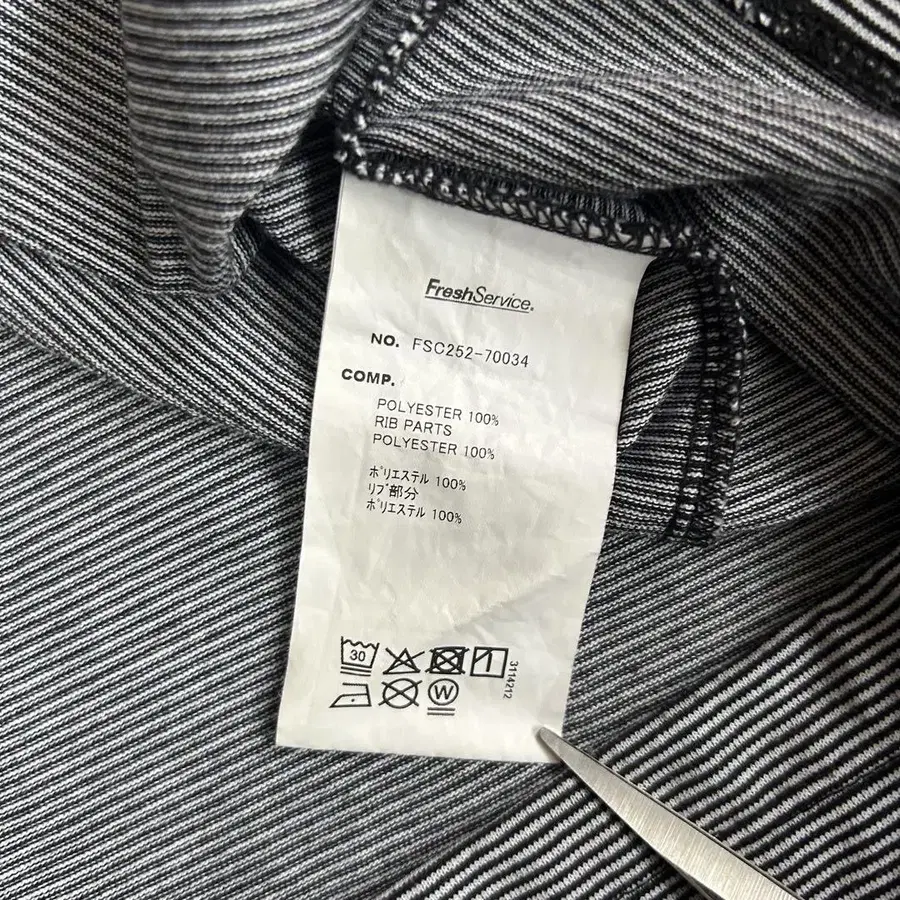 FreshService.
NO. FSC252-70034
COMP.
POLYESTER 100%
RIB PARTS
POLYESTER 100%
ポリエステル 100%
リブ部分
ポリエステル 100%
30
1
3114212
W